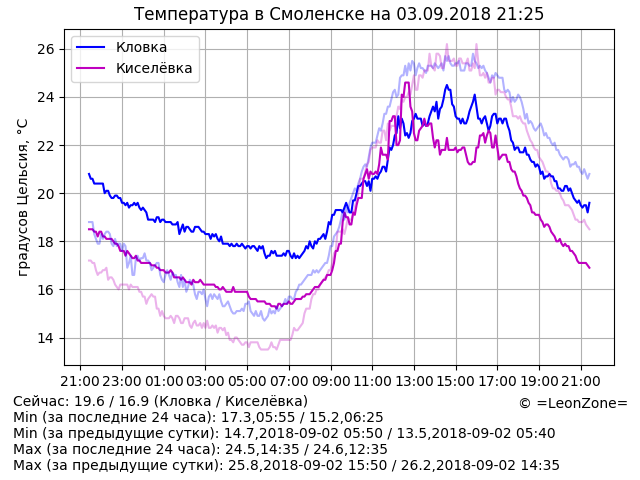 Температура в Смоленске на 03.09.2018 21:25
Кловка
Киселёвка
градусов Цельсия, °C
26
24
22
20
18
16
14
21:00 23:00 01:00 03:00 05:00 07:00 09:00 11:00 13:00 15:00 17:00 19:00 21:00
Сейчас: 19.6 / 16.9 (Кловка / Киселёвка)
© =LeonZone=
Min (за последние 24 часа): 17.3,05:55 / 15.2,06:25
Min (за предыдущие сутки): 14.7,2018-09-02 05:50 / 13.5,2018-09-02 05:40
Max (за последние 24 часа): 24.5,14:35 / 24.6,12:35
Max (за предыдущие сутки): 25.8,2018-09-02 15:50 / 26.2,2018-09-02 14:35